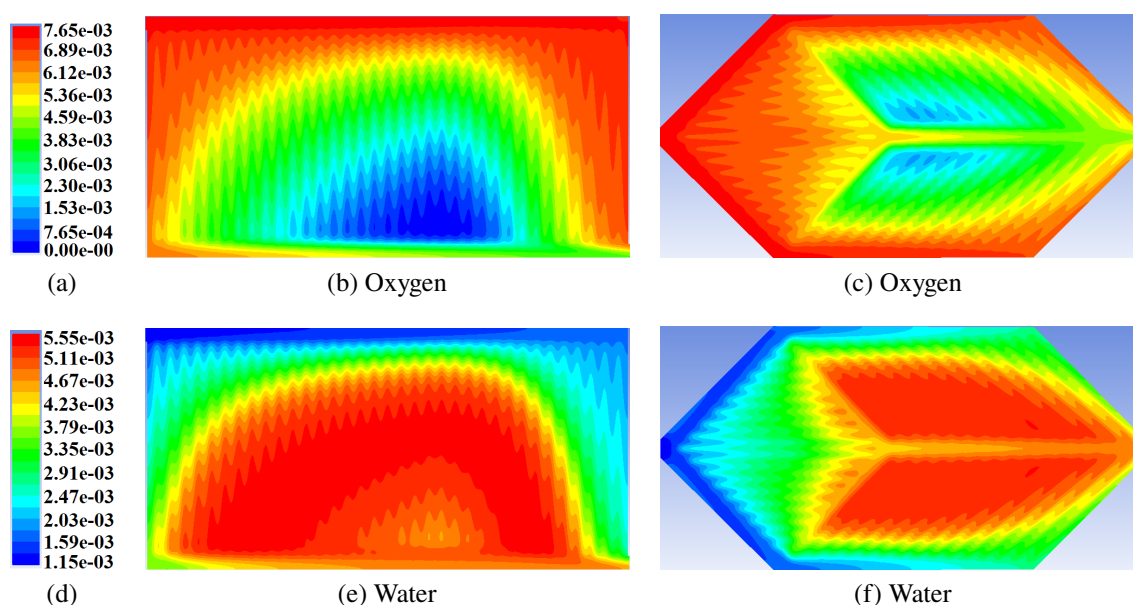 7.65e-03
6.89e-03
6.12e-03
5.36e-03
4.59e-03
3.83e-03
3.06e-03
2.30e-03
1.53e-03
7.65e-04
0.00e-00
(a)
(b) Oxygen
(c) Oxygen
5.55e-03
5.11e-03
4.67e-03
4.23e-03
3.79e-03
3.35e-03
2.91e-03
2.47e-03
2.03e-03
1.59e-03
1.15e-03
(d)
(e) Water
(f) Water